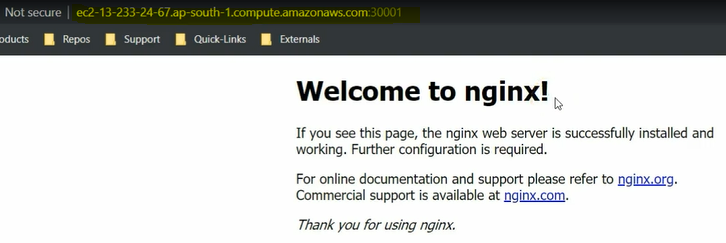 Not secure | ec2-13-233-24-67.ap-south-1.compute.amazonaws.com:30001
oducts Repos Support Quick-Links Externals
Welcome to nginx!
If you see this page, the nginx web server is successfully installed and
working. Further configuration is required.
For online documentation and support please refer to nginx.org.
Commercial support is available at nginx.com.
Thank you for using nginx.